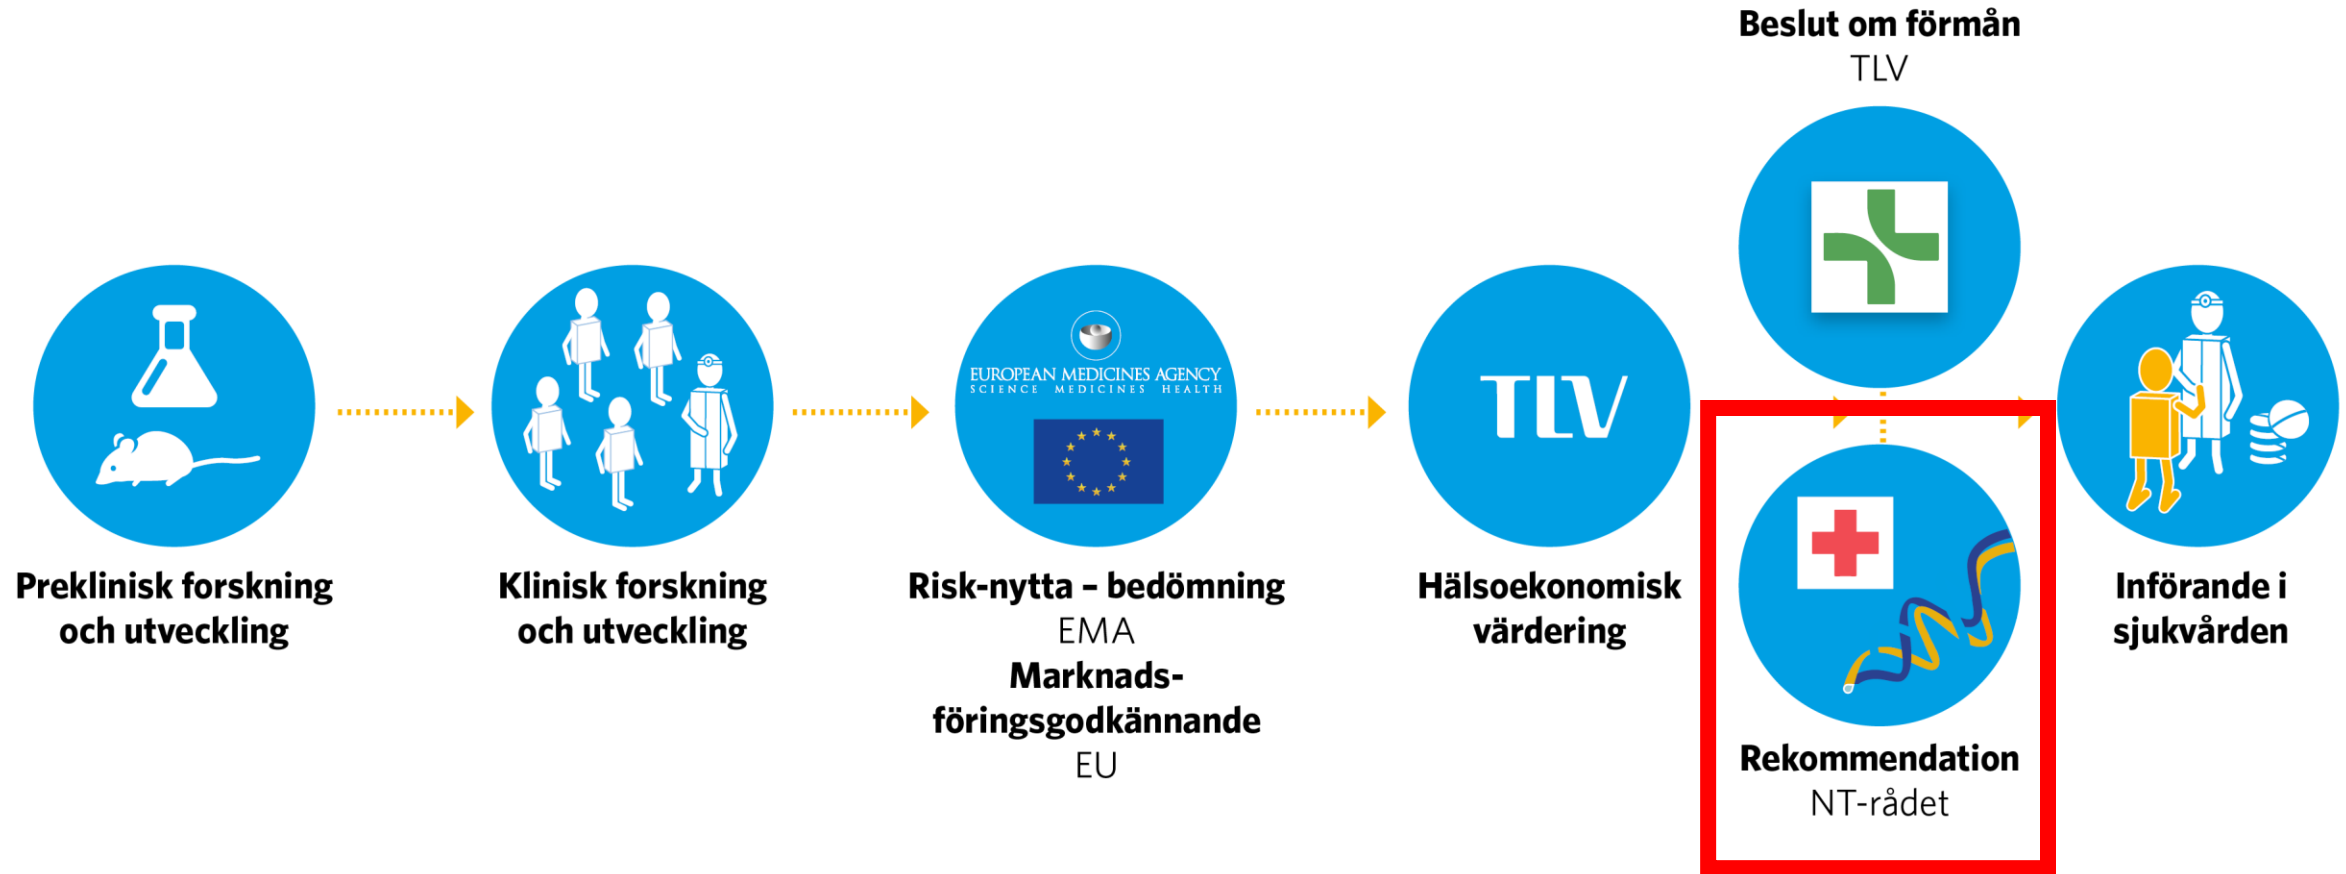 Preklinisk forskning
och utveckling
Klinisk forskning
och utveckling
EUROPEAN MEDICINES AGENCY
SCIENCE MEDICINES HEALTH
Risk-nytta – bedömning
EMA
Marknads-
föringsgodkännande
EU
TLV
Hälsoekonomisk
värdering
Beslut om förmån
TLV
Rekommendation
NT-rådet
Införande i
sjukvården